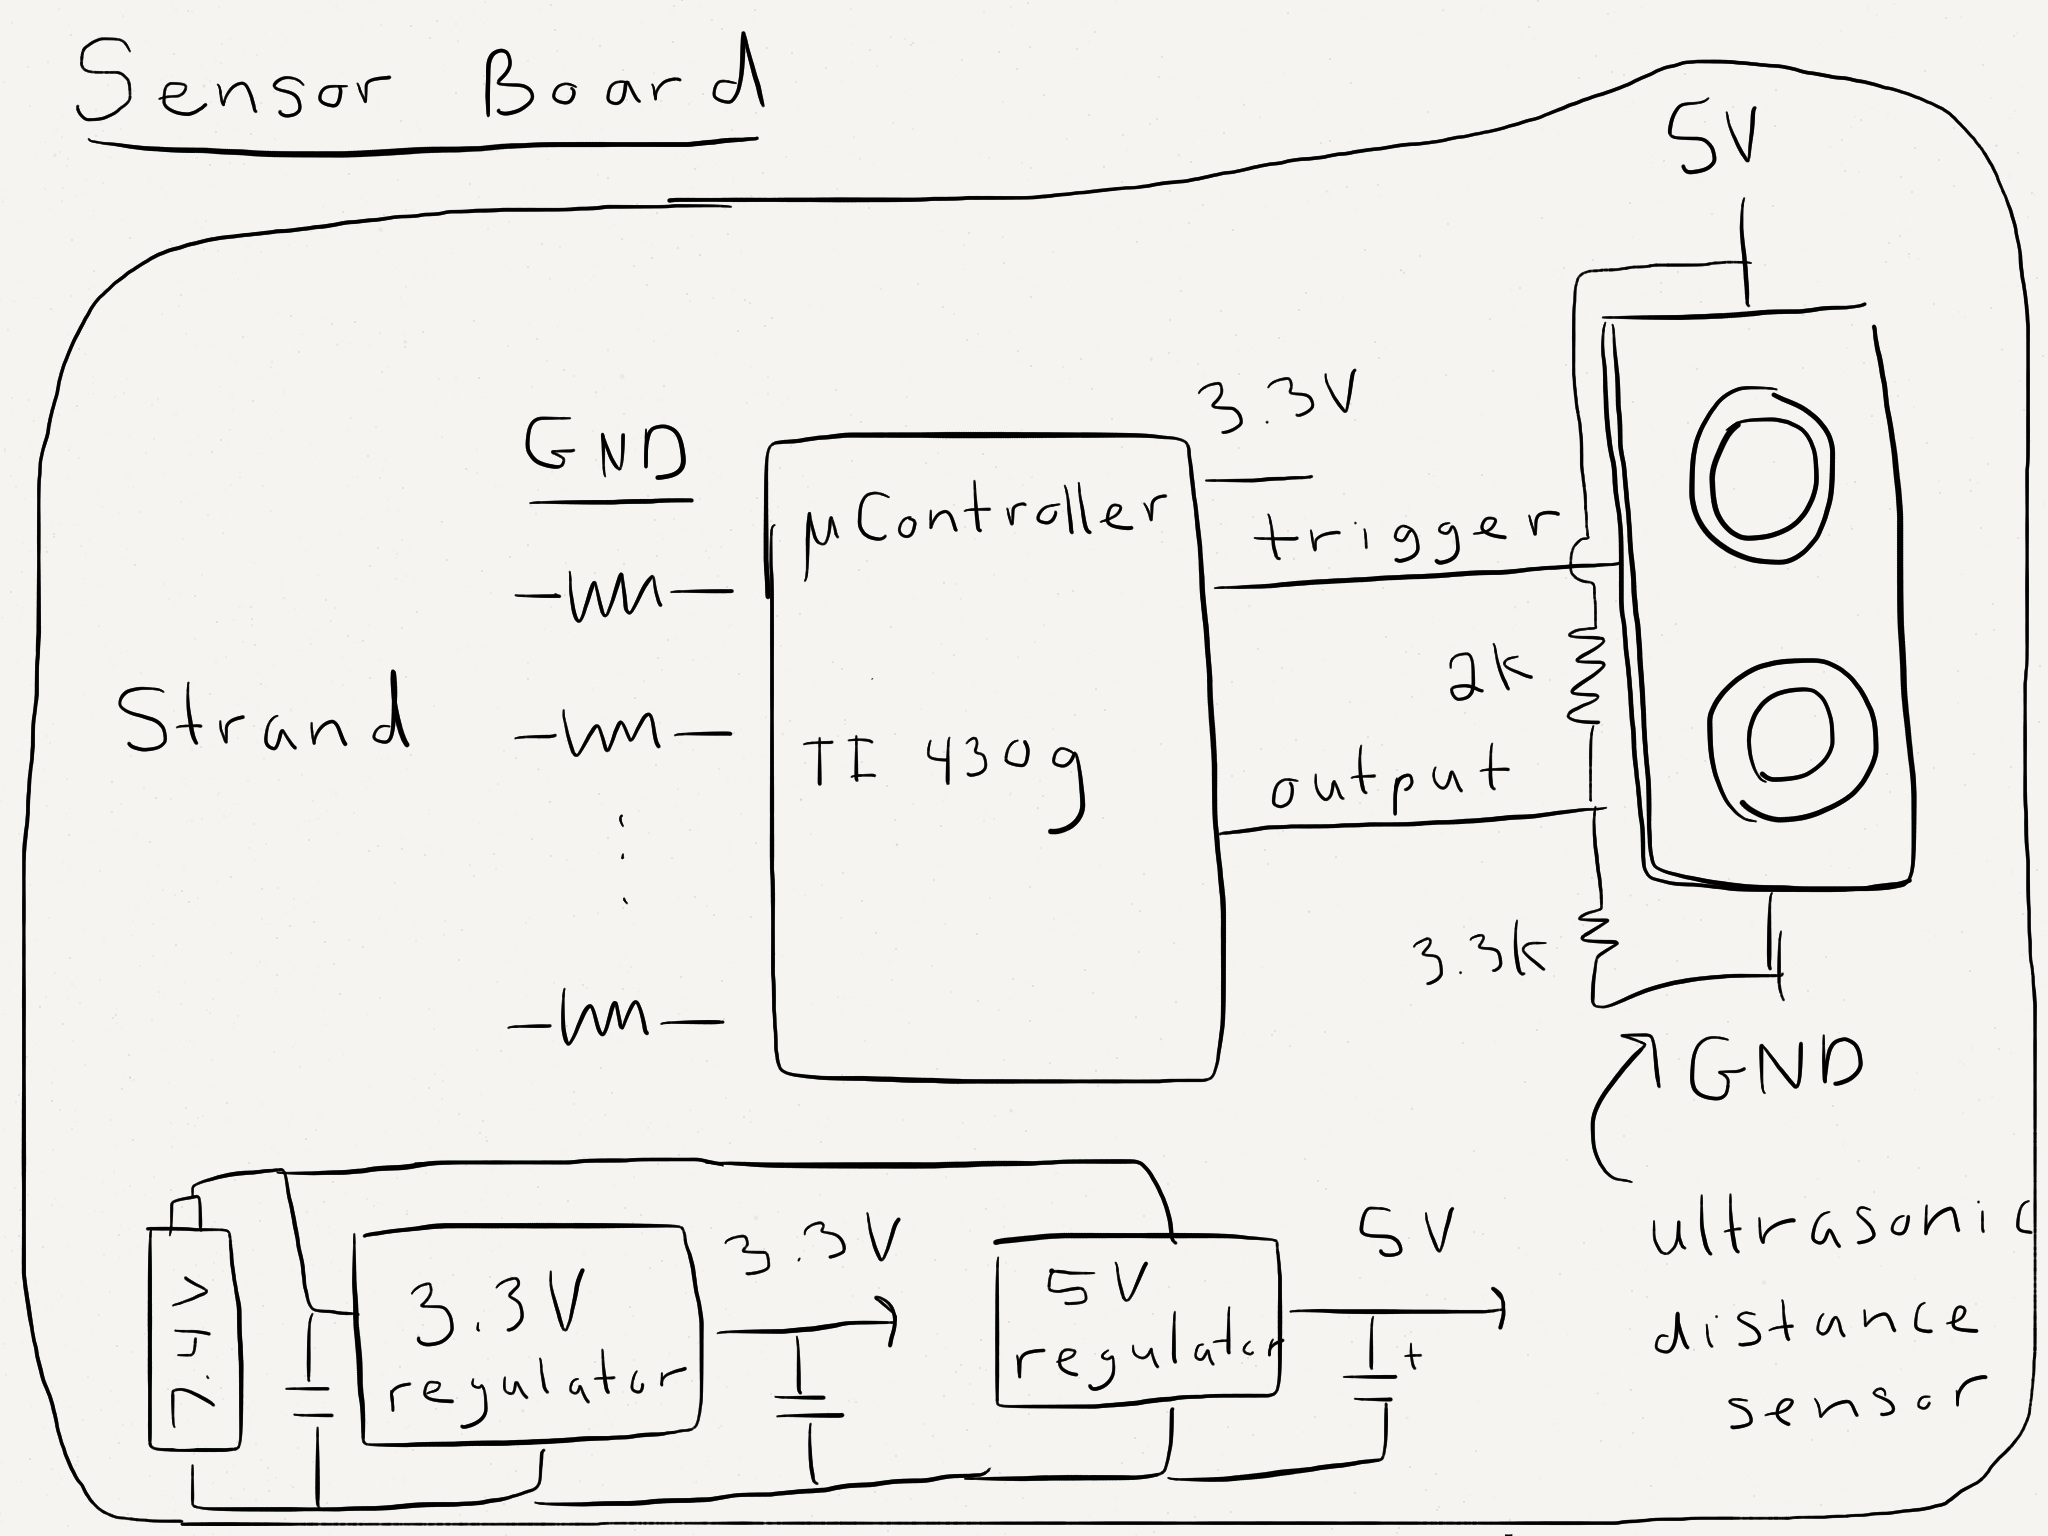 Sensor Board
5V
3.3V
GND
μController
trigger
2k
Strand
TI 430g
output
3.3k
GND
7.4V
3.3V
regulator
3.3V
5V
regulator
5V
+
ultrasonic
distance
sensor